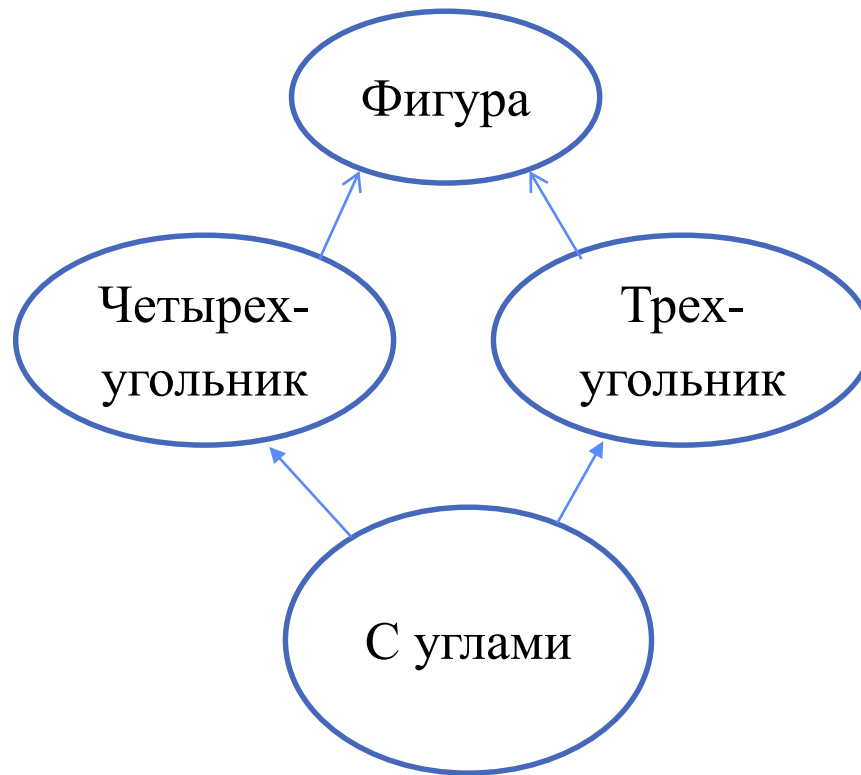 Фигура
Четырех-
угольник
Трех-
угольник
С углами